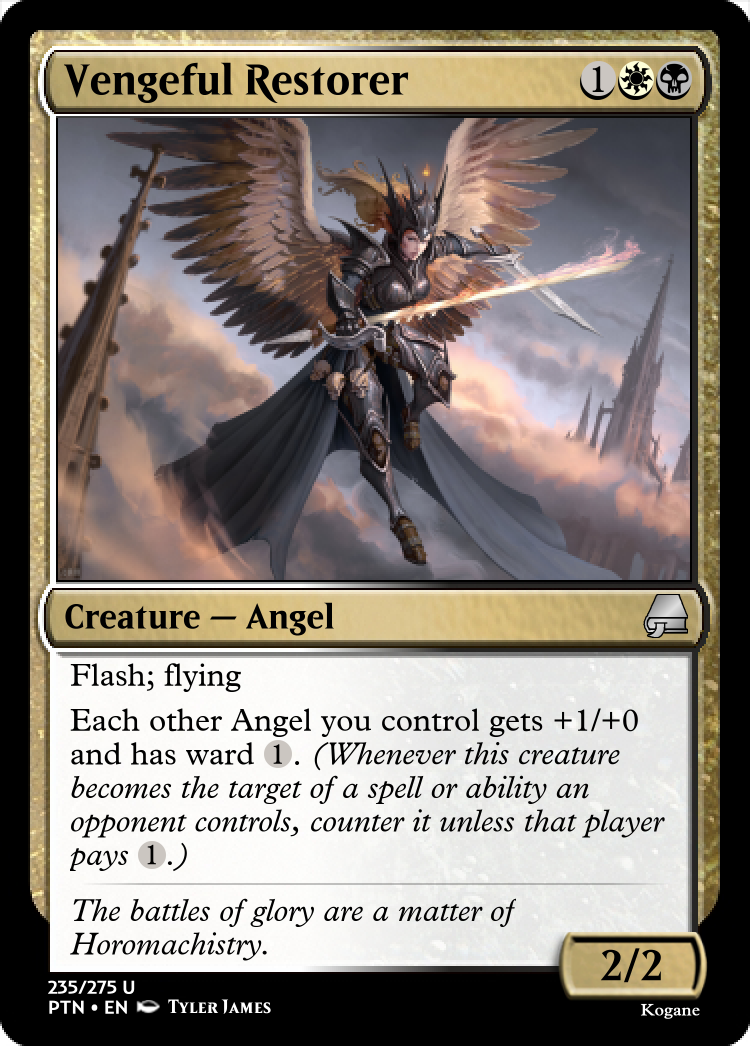 Vengeful Restorer 1
Creature — Angel
Flash; flying
Each other Angel you control gets +1/+0
and has ward 1. (Whenever this creature
becomes the target of a spell or ability an
opponent controls, counter it unless that player
pays 1.)
The battles of glory are a matter of
Horomachistry.
2/2
235/275 U
PTN • EN TYLER JAMES
Kogane